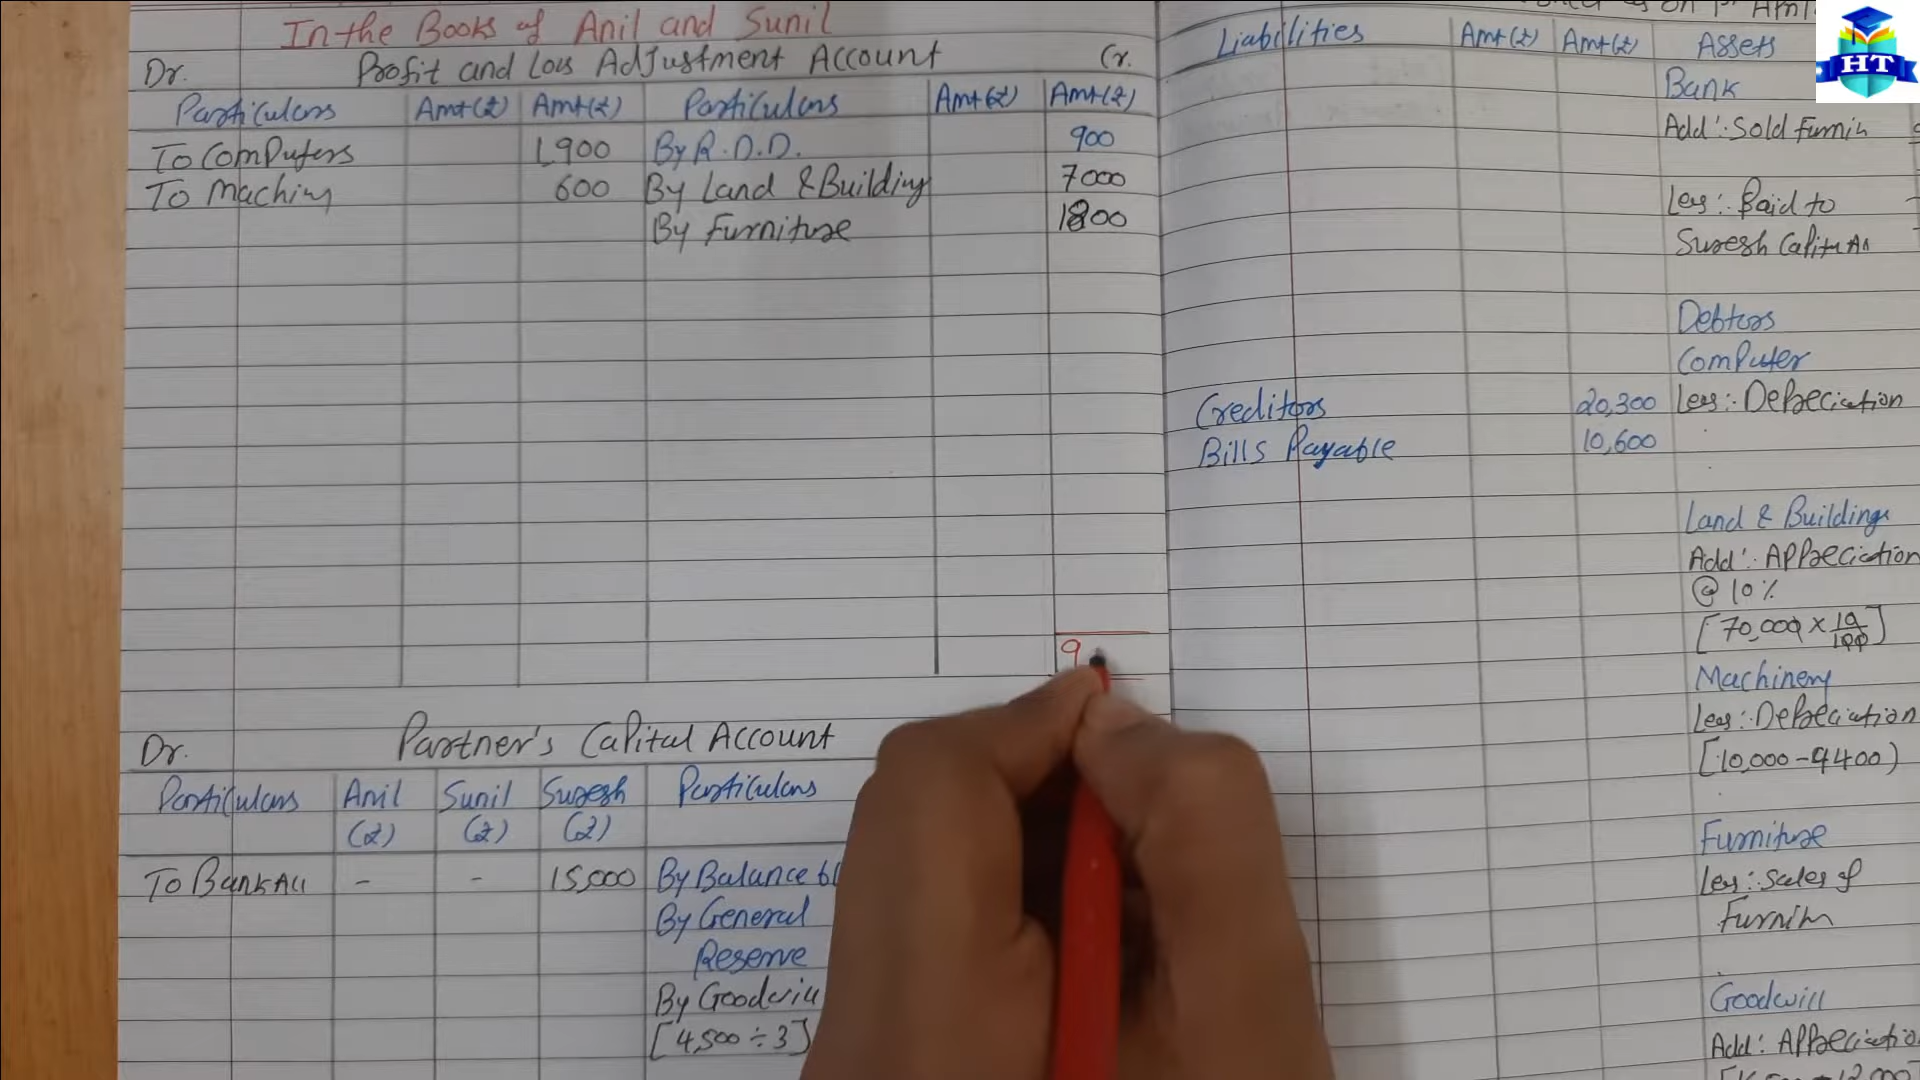 In the Books of Anil and Sunil
Dr. Profit and Loss Adjustment Account Cr.
Particulars Amt(₹) Amt(₹) Particulars Amt(₹) Amt(₹)
To Computers 1,900 By R.D.D. 900
To Machin 600 By Land & Building 7000
By Furniture 1800
9
Dr. Partner's Capital Account
Particulars Anil Sunil Suresh Particulars
(₹) (₹) (₹)
To Bank A/c - - 15,000 By Balance b/
By General
Reserve
By Goodwill
[4,500 ÷ 3]
Liabilities Amt(₹) Amt(₹) Assets
Bank
Add: Sold Furnin
Less: Paid to
Suresh Capital A
Debtors
Computer
Creditors 20,300 Less: Depreciation
Bills Payable 10,600
Land & Building
Add: Appreciation
@ 10%
[70,000 × 10/100]
Machinery
Less: Depreciation
[10,000 - 9400)
Furniture
Less: Sales of
Furnin
Goodwill
Add: Appreciatio
HT